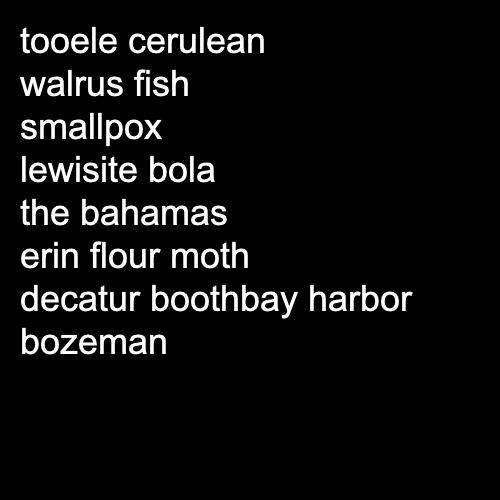 tooele cerulean
walrus fish
smallpox
lewisite bola
the bahamas
erin flour moth
decatur boothbay harbor
bozeman